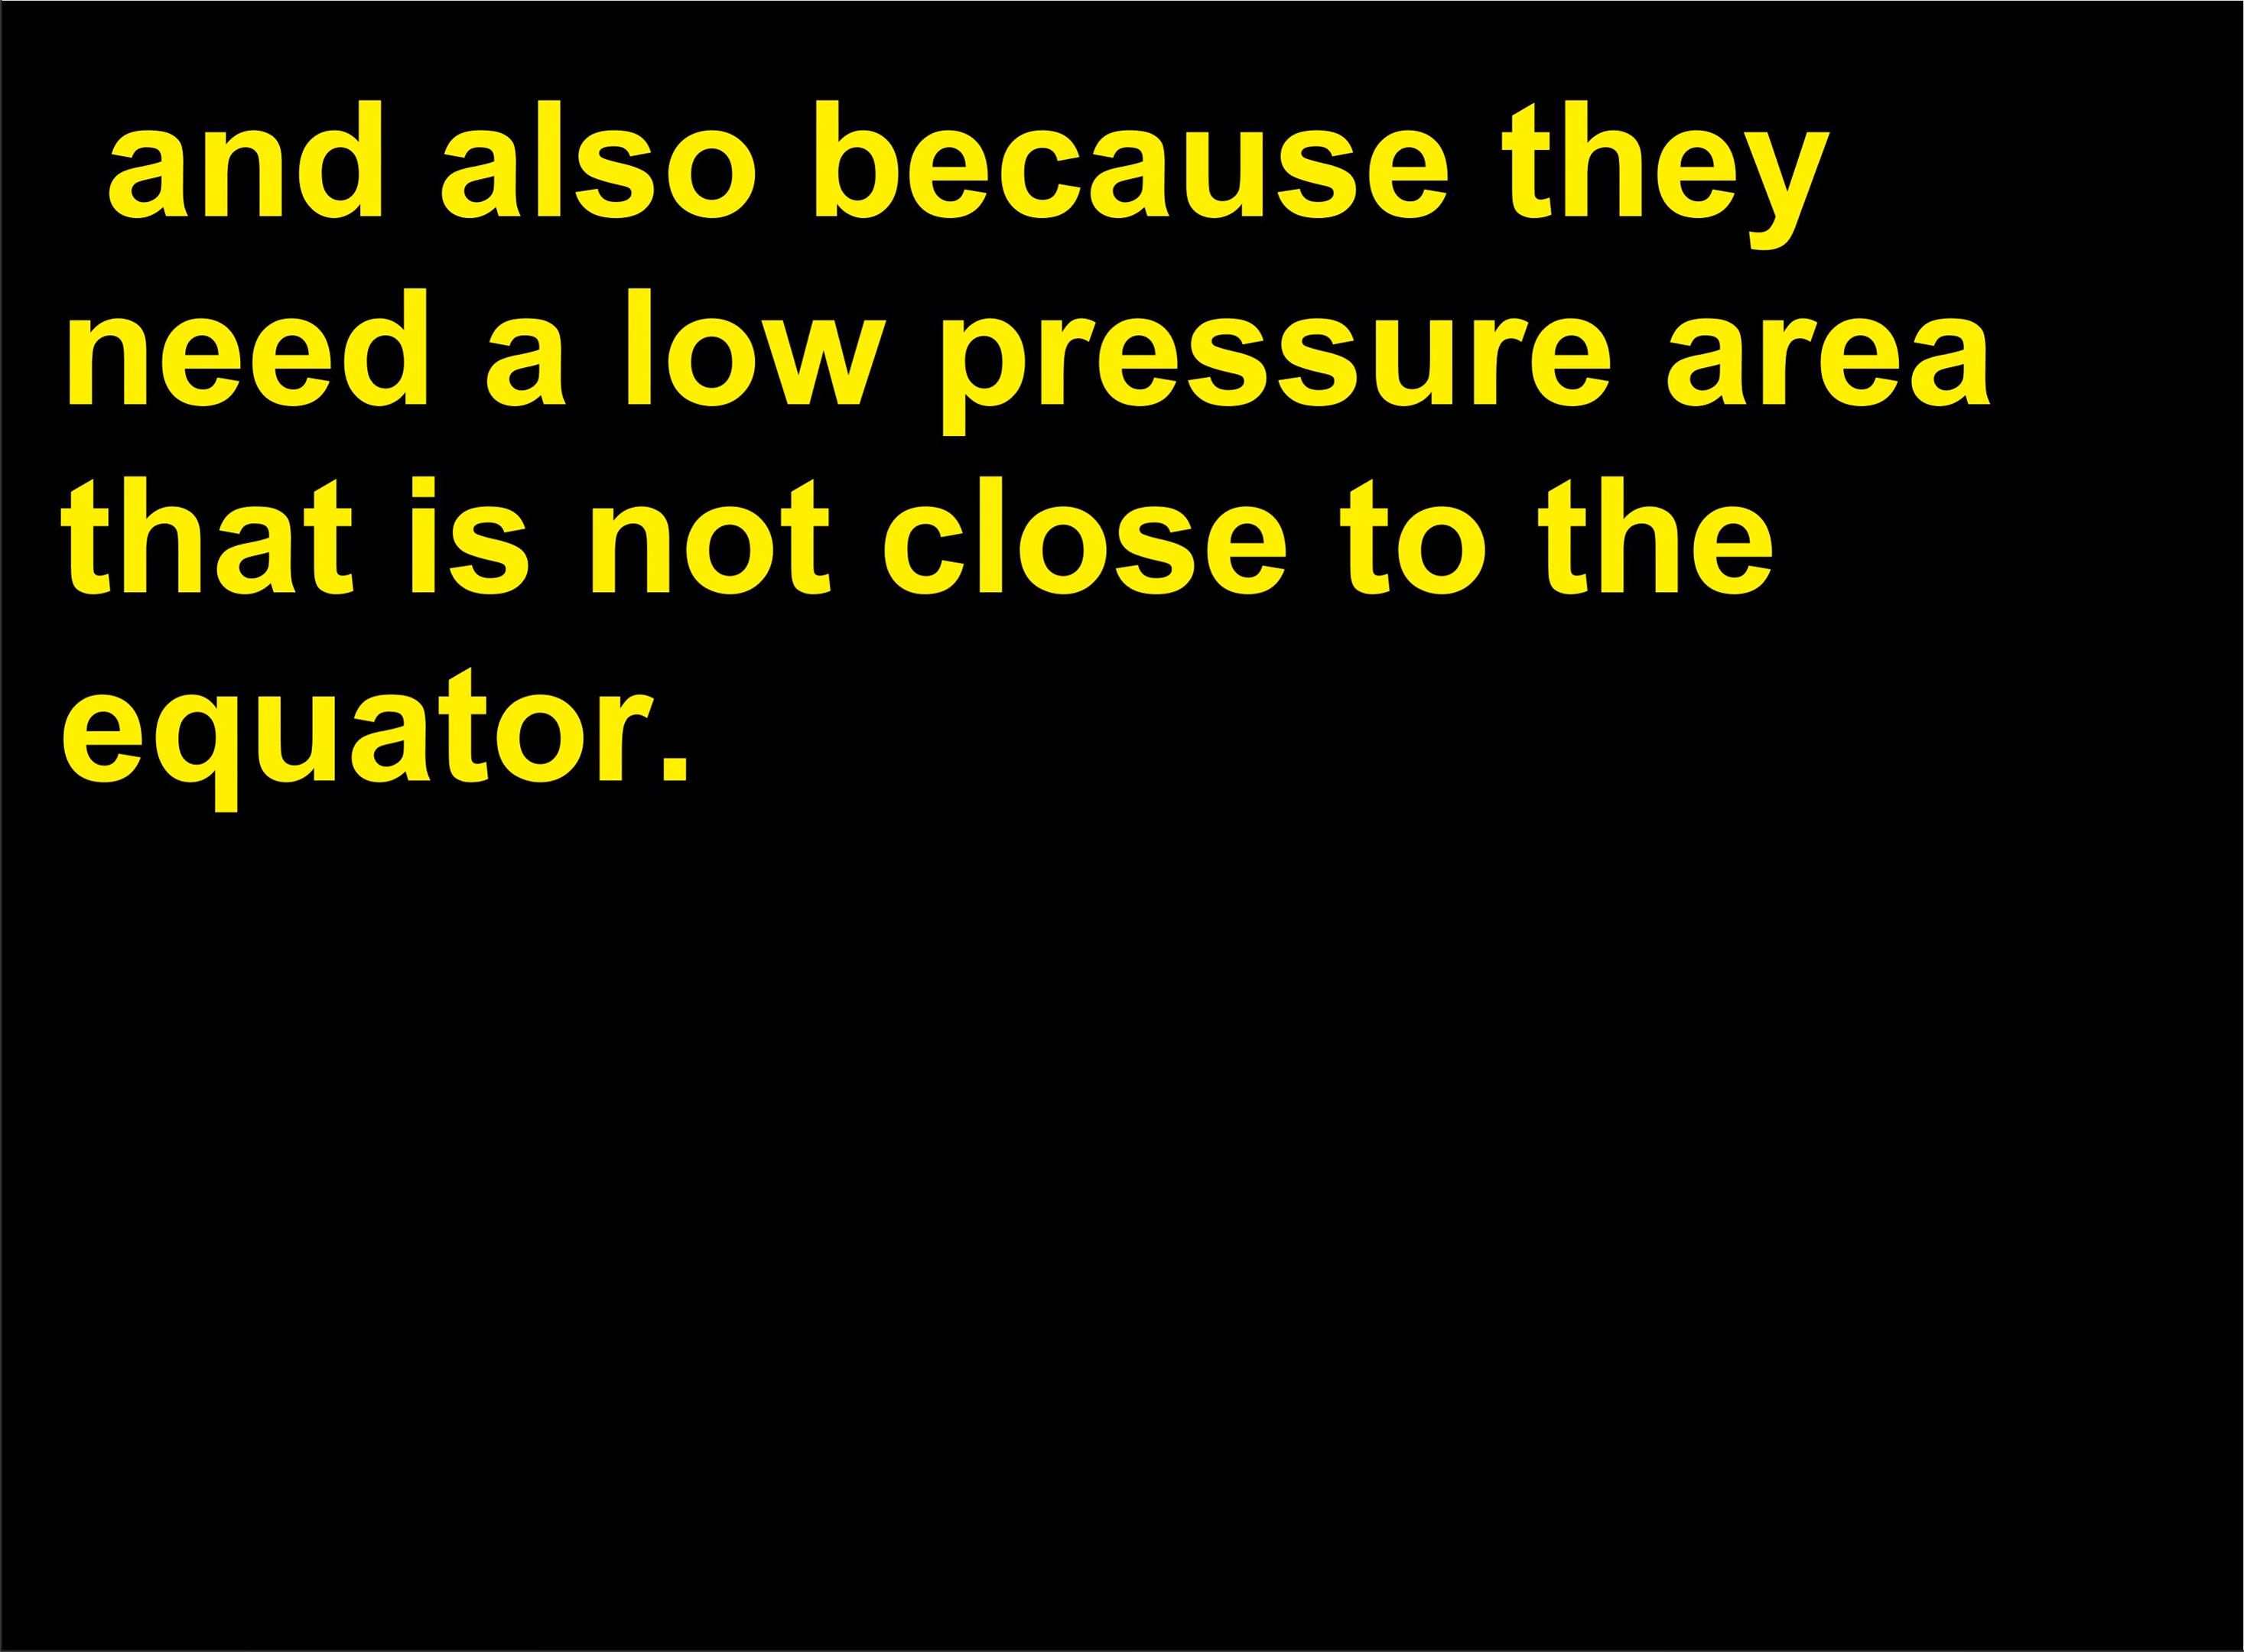 and also because they
need a low pressure area
that is not close to the
equator.